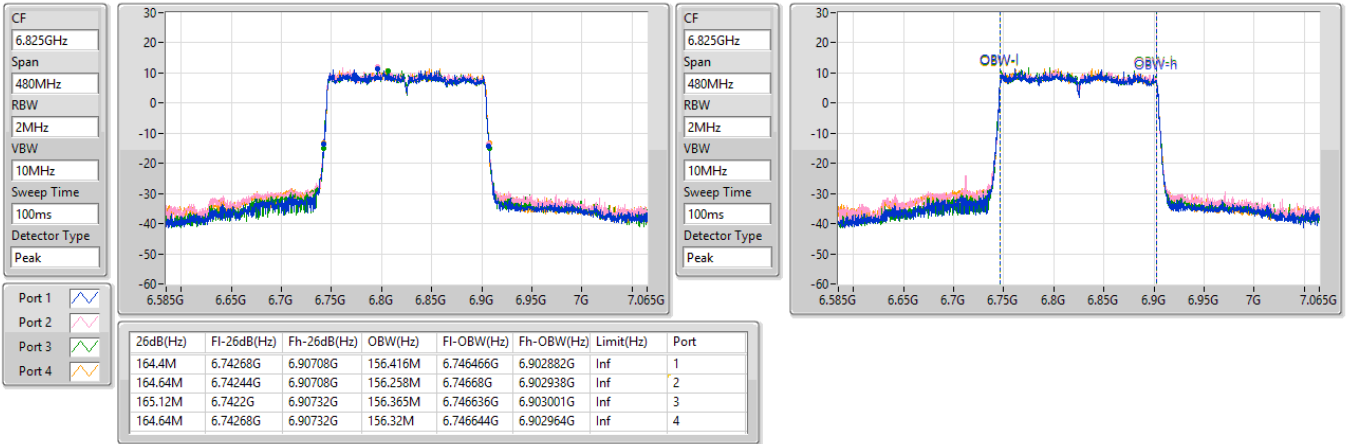 CF
6.825GHz
Span
480MHz
RBW
2MHz
VBW
10MHz
Sweep Time
100ms
Detector Type
Peak
30
20
10
0
-10
-20
-30
-40
-50
-60
6.585G 6.65G 6.7G 6.75G 6.8G 6.85G 6.9G 6.95G 7G 7.065G
CF
6.825GHz
Span
480MHz
RBW
2MHz
VBW
10MHz
Sweep Time
100ms
Detector Type
Peak
30
20
10
0
-10
-20
-30
-40
-50
-60
OBW-l OBW-h
6.585G 6.65G 6.7G 6.75G 6.8G 6.85G 6.9G 6.95G 7G 7.065G
Port 1
Port 2
Port 3
Port 4
26dB(Hz) Fl-26dB(Hz) Fh-26dB(Hz) OBW(Hz) Fl-OBW(Hz) Fh-OBW(Hz) Limit(Hz) Port
164.4M 6.74268G 6.90708G 156.416M 6.746466G 6.902882G Inf 1
164.64M 6.74244G 6.90708G 156.258M 6.74668G 6.902938G Inf 2
165.12M 6.7422G 6.90732G 156.365M 6.746636G 6.903001G Inf 3
164.64M 6.74268G 6.90732G 156.32M 6.746644G 6.902964G Inf 4